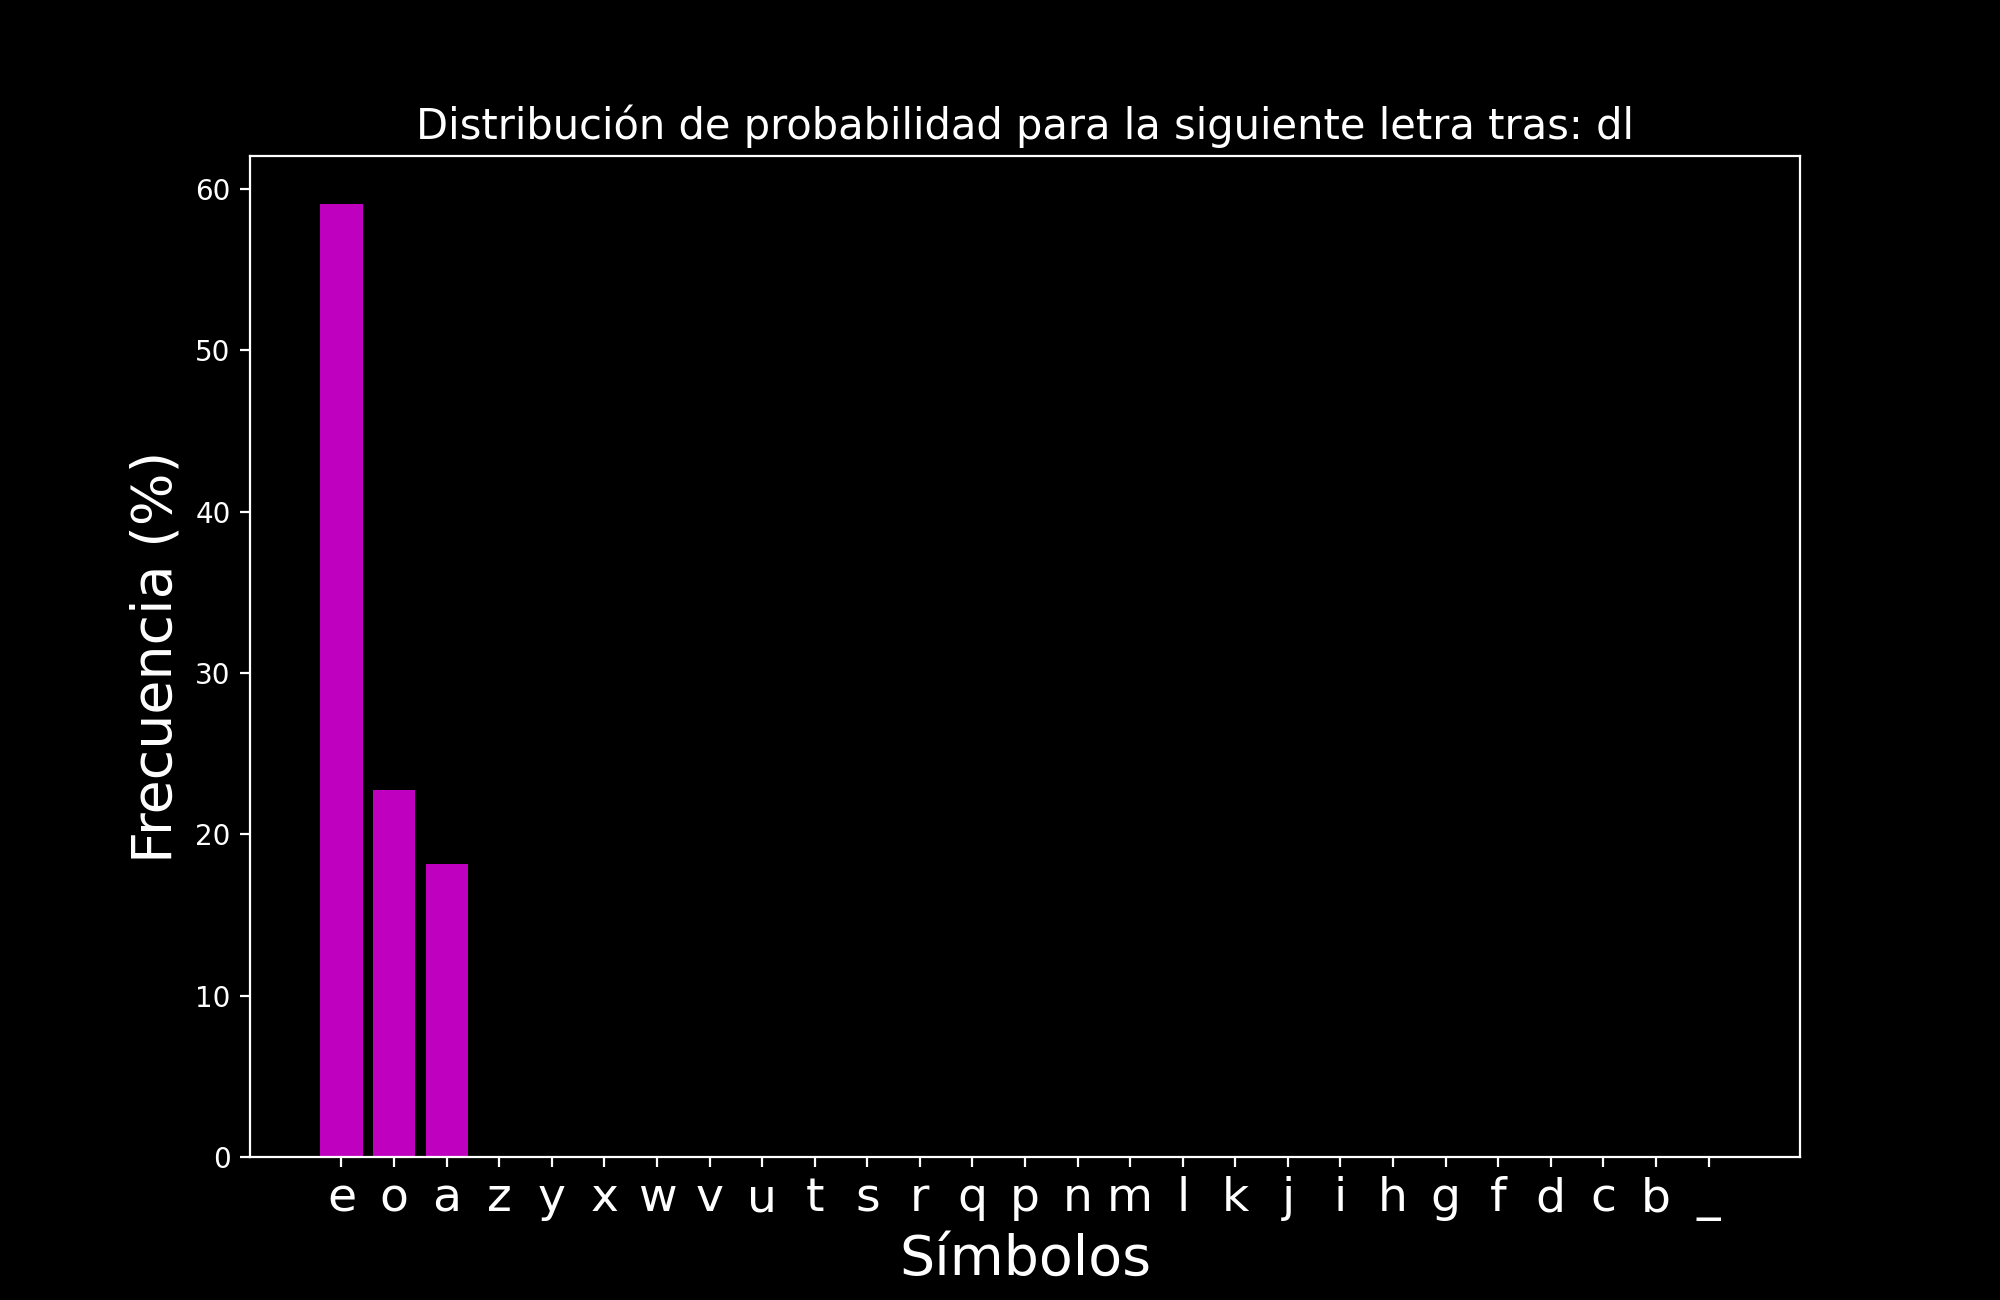 Distribución de probabilidad para la siguiente letra tras: dl
60
50
40
30
20
10
0
Frecuencia (%)
e o a z y x w v u t s r q p n m l k j i h g f d c b _
Símbolos